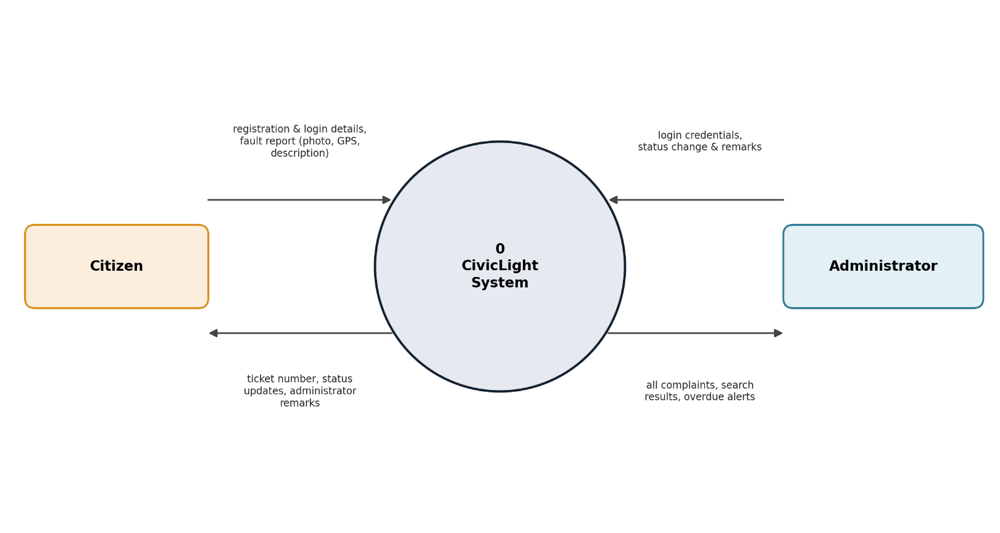 registration & login details,
fault report (photo, GPS,
description)
login credentials,
status change & remarks
Citizen
0
CivicLight
System
Administrator
ticket number, status
updates, administrator
remarks
all complaints, search
results, overdue alerts